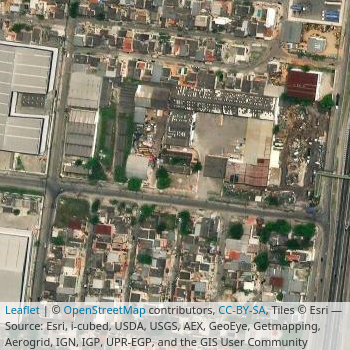 Leaflet | © OpenStreetMap contributors, CC-BY-SA, Tiles © Esri —
Source: Esri, i-cubed, USDA, USGS, AEX, GeoEye, Getmapping,
Aerogrid, IGN, IGP, UPR-EGP, and the GIS User Community